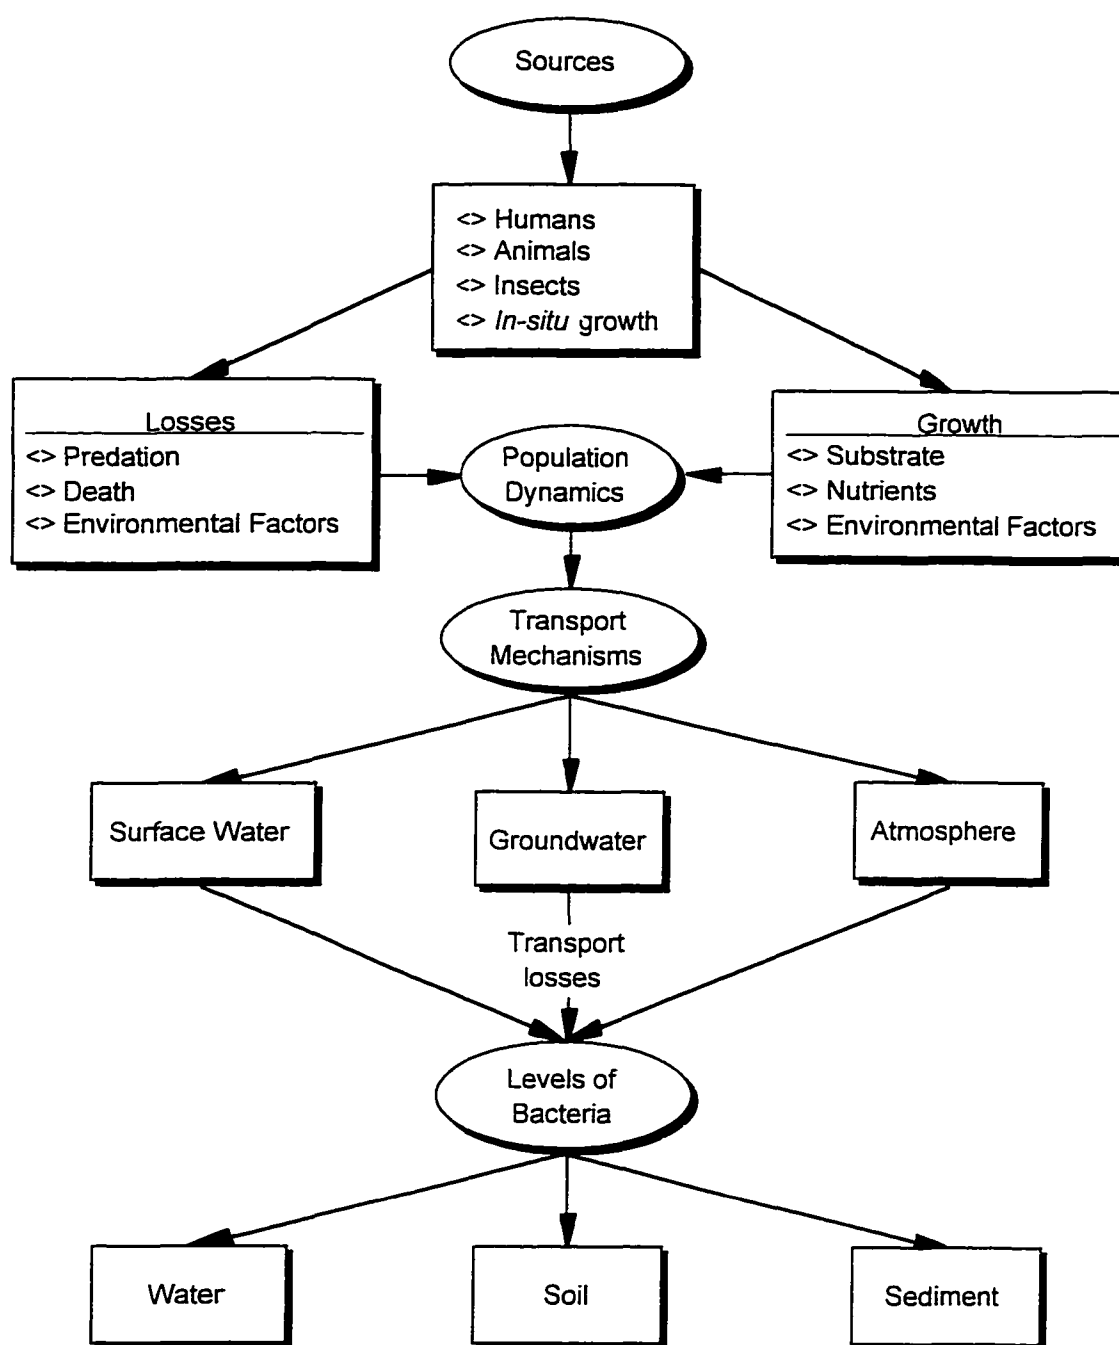 Sources
<> Humans
<> Animals
<> Insects
<> In-situ growth
Losses
<> Predation
<> Death
<> Environmental Factors
Population
Dynamics
Growth
<> Substrate
<> Nutrients
<> Environmental Factors
Transport
Mechanisms
Surface Water
Groundwater
Atmosphere
Transport
losses
Levels of
Bacteria
Water
Soil
Sediment